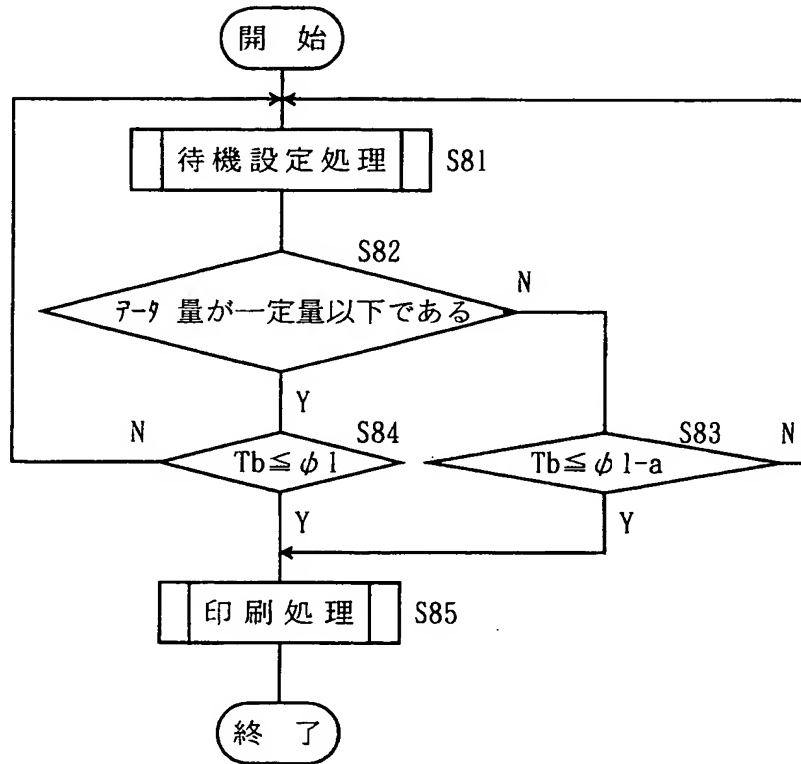 開 始
待機設定処理 S81
S82
N
ﾃﾞｰﾀ 量が一定量以下である
Y
N S84 S83 N
Tb≦φ1 Tb≦φ1-a
Y Y
印刷処理 S85
終 了